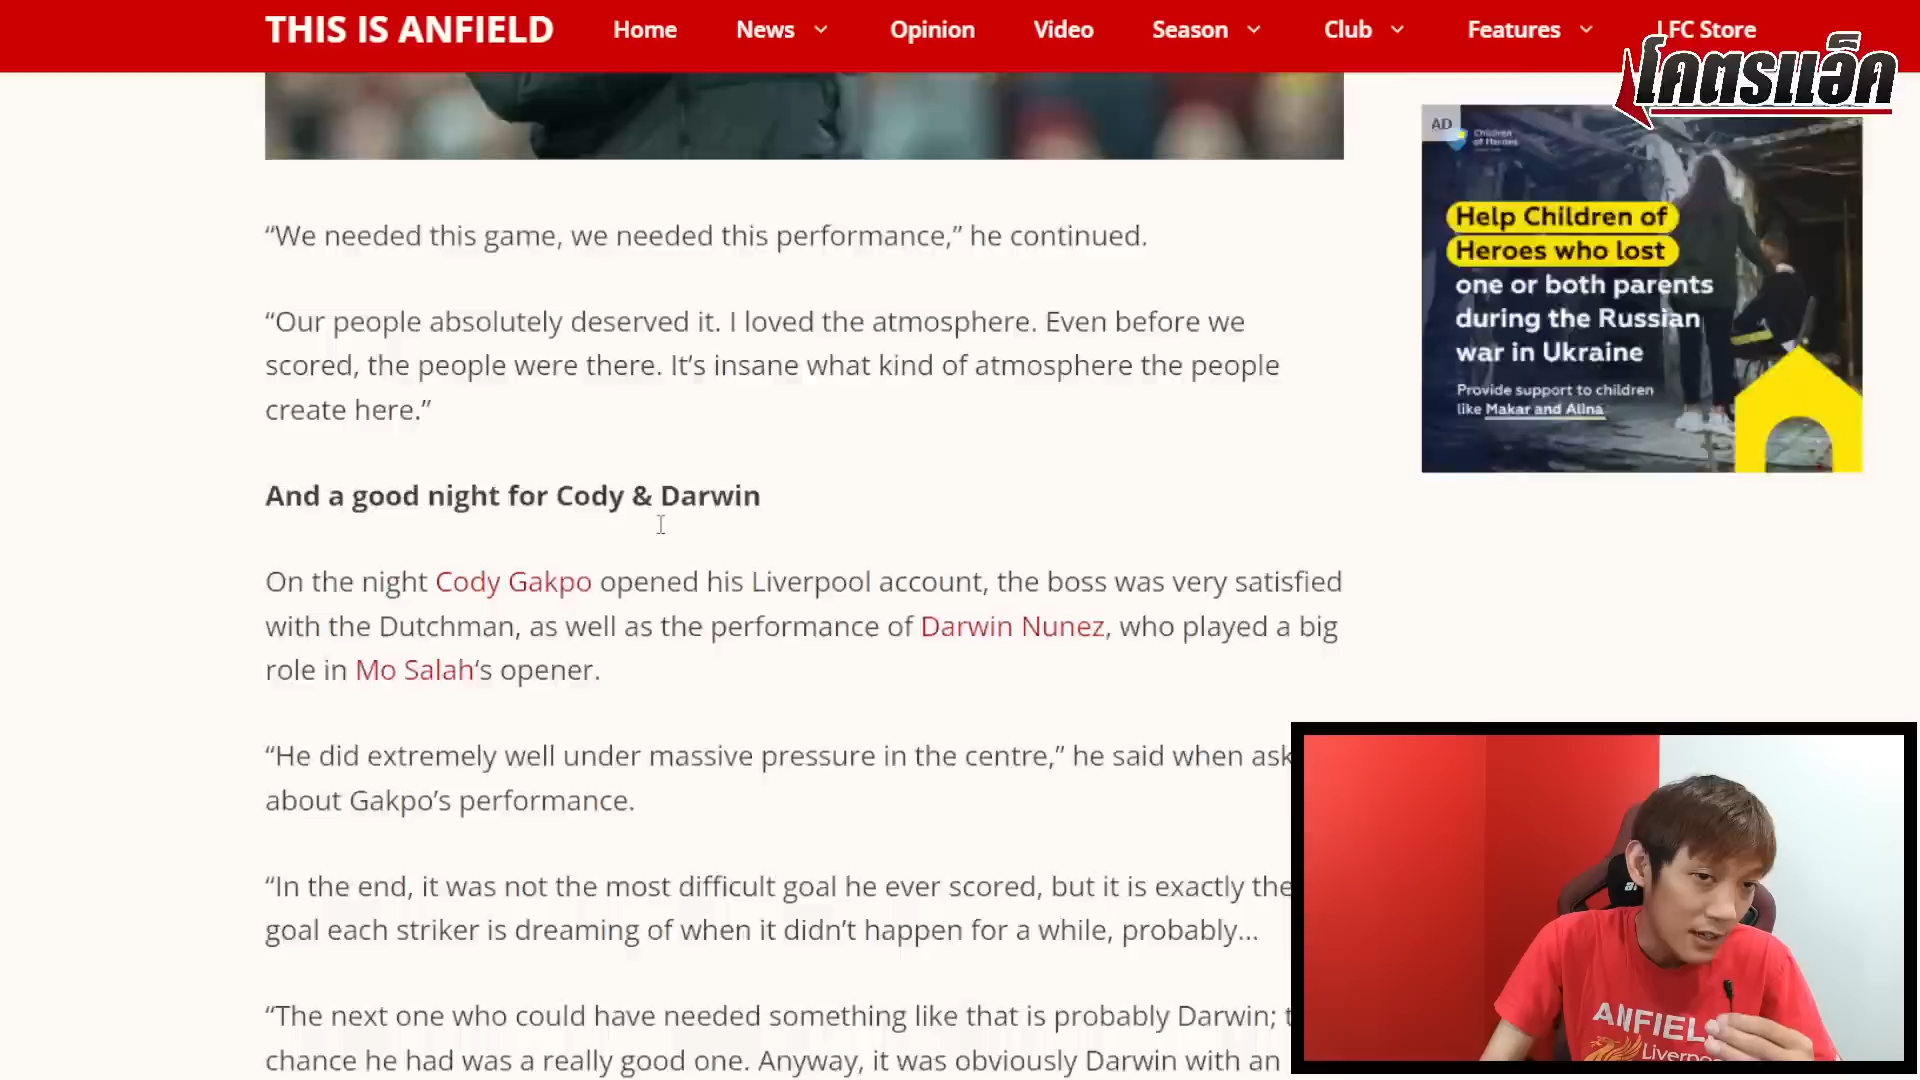 THIS IS ANFIELD
Home News Opinion Video Season Club Features LFC Store
โคตรแอ็ค
“We needed this game, we needed this performance,” he continued.
“Our people absolutely deserved it. I loved the atmosphere. Even before we
scored, the people were there. It’s insane what kind of atmosphere the people
create here.”
And a good night for Cody & Darwin
On the night Cody Gakpo opened his Liverpool account, the boss was very satisfied
with the Dutchman, as well as the performance of Darwin Nunez, who played a big
role in Mo Salah‘s opener.
“He did extremely well under massive pressure in the centre,” he said when ask
about Gakpo’s performance.
“In the end, it was not the most difficult goal he ever scored, but it is exactly the
goal each striker is dreaming of when it didn’t happen for a while, probably…
“The next one who could have needed something like that is probably Darwin; t
chance he had was a really good one. Anyway, it was obviously Darwin with an
AD
Children
of Heroes
Help Children of
Heroes who lost
one or both parents
during the Russian
war in Ukraine
Provide support to children
like Makar and Alina
ANFIEL
Liverpo